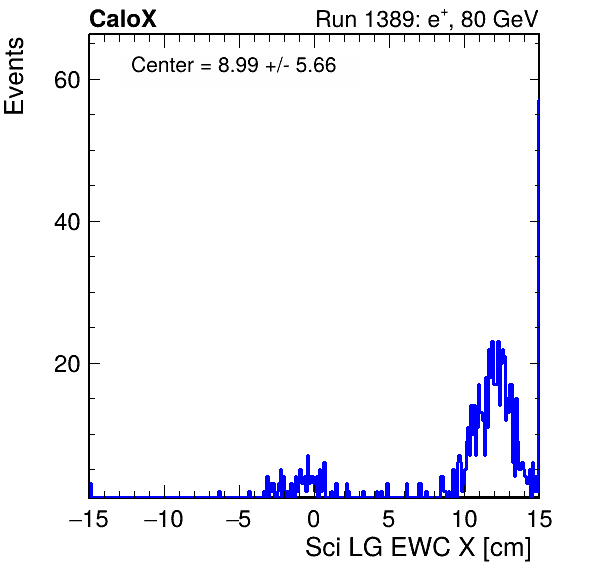 CaloX
Run 1389: e+, 80 GeV
Center = 8.99 +/- 5.66
Events
60
40
20
−15 −10 −5 0 5 10 15
Sci LG EWC X [cm]